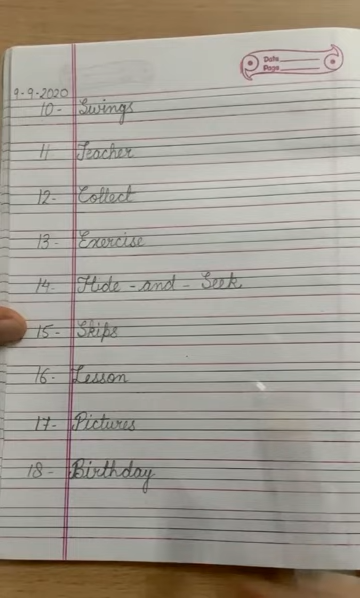 Date
Page
9-9-2020
10- Swings
11 Teacher
12- Collect
13- Exercise
14- Hide-and-Seek
15- Skips
16- Lesson
17- Pictures
18- Birthday